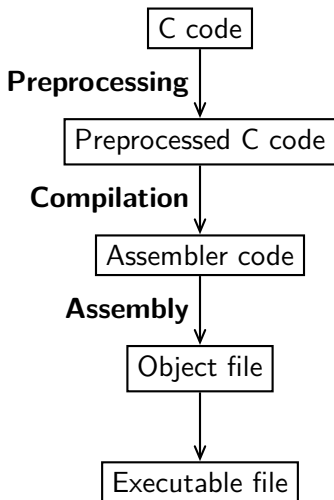 C code
Preprocessing
Preprocessed C code
Compilation
Assembler code
Assembly
Object file
Executable file